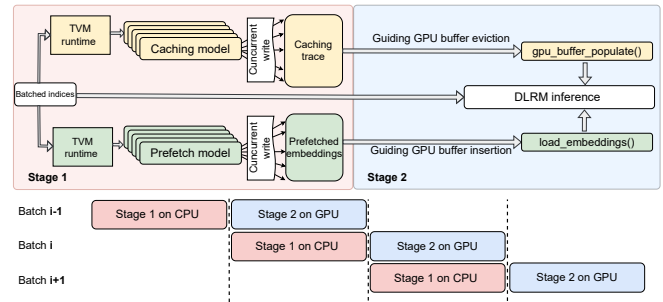 TVM
runtime
Caching model
Cuncurrent
write
Caching
trace
Guiding GPU buffer eviction
gpu_buffer_populate()
Batched indices
DLRM inference
TVM
runtime
Prefetch model
Cuncurrent
write
Prefetched
embeddings
Guiding GPU buffer insertion
load_embeddings()
Stage 1
Stage 2
Batch i-1
Stage 1 on CPU
Stage 2 on GPU
Batch i
Stage 1 on CPU
Stage 2 on GPU
Batch i+1
Stage 1 on CPU
Stage 2 on GPU